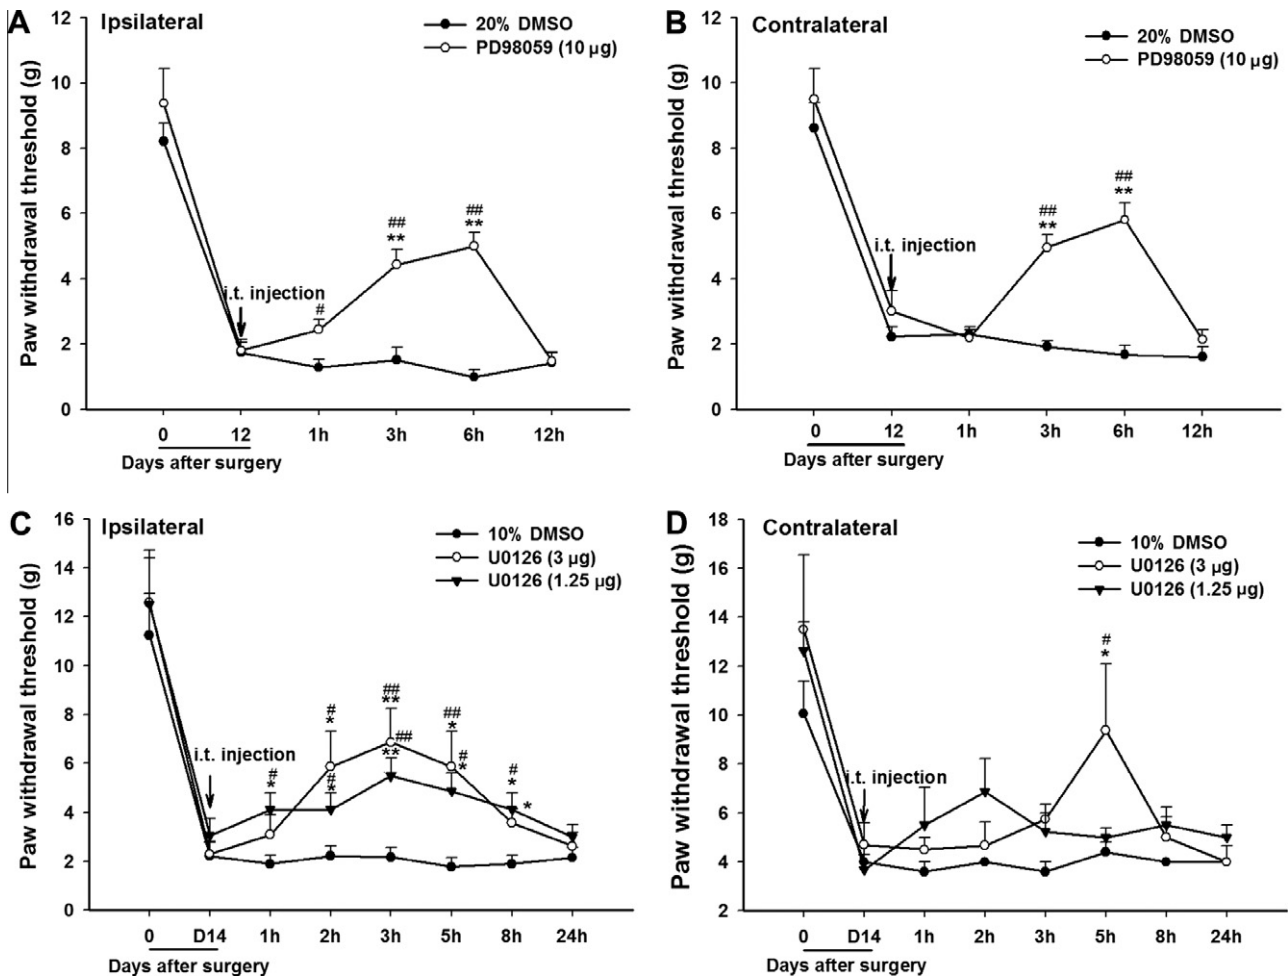 A
Ipsilateral
20% DMSO
PD98059 (10 µg)
Paw withdrawal threshold (g)
12
10
8
6
4
2
0
i.t. injection
#
##
**
##
**
0 12 1h 3h 6h 12h
Days after surgery
B
Contralateral
20% DMSO
PD98059 (10 µg)
Paw withdrawal threshold (g)
12
10
8
6
4
2
0
i.t. injection
##
**
##
**
0 12 1h 3h 6h 12h
Days after surgery
C
Ipsilateral
10% DMSO
U0126 (3 µg)
U0126 (1.25 µg)
Paw withdrawal threshold (g)
16
14
12
10
8
6
4
2
0
i.t. injection
#
*
#
*
#
*
##
**
##
**
##
*
#
*
#
*
*
0 D14 1h 2h 3h 5h 8h 24h
Days after surgery
D
Contralateral
10% DMSO
U0126 (3 µg)
U0126 (1.25 µg)
Paw withdrawal threshold (g)
18
16
14
12
10
8
6
4
2
i.t. injection
#
*
0 D14 1h 2h 3h 5h 8h 24h
Days after surgery